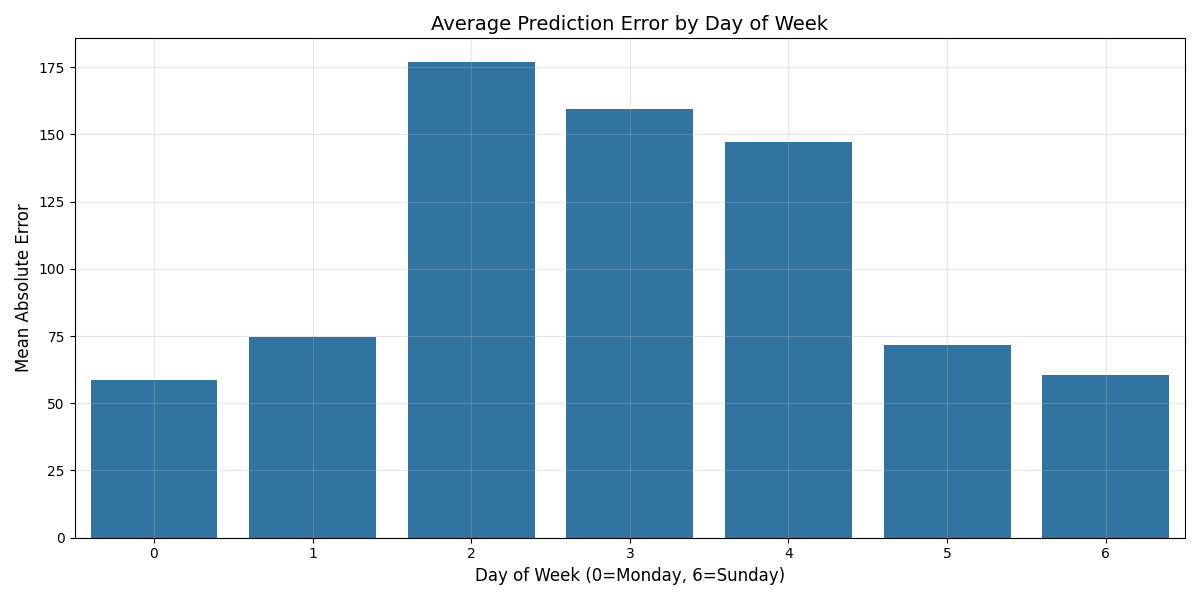 Average Prediction Error by Day of Week
175
150
125
100
75
50
25
0
Mean Absolute Error
0 1 2 3 4 5 6
Day of Week (0=Monday, 6=Sunday)